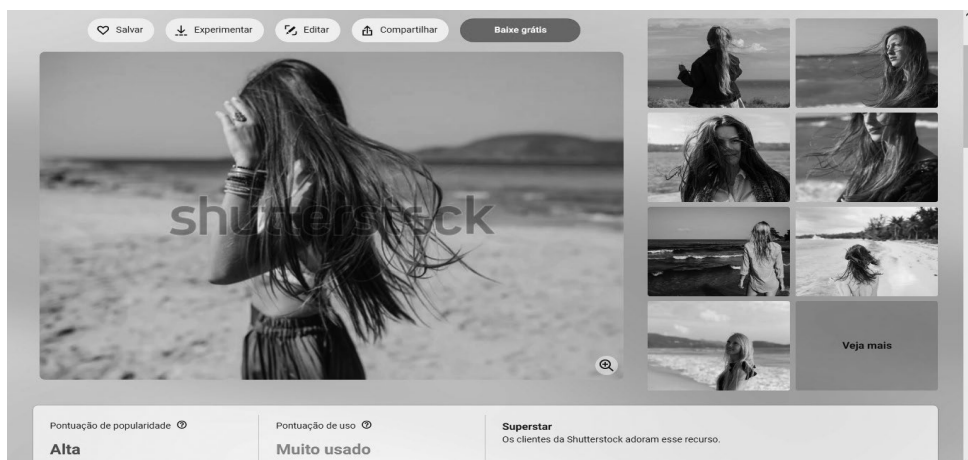 Salvar
Experimentar
Editar
Compartilhar
Baixe grátis
shutterstock
Veja mais
Pontuação de popularidade
Alta
Pontuação de uso
Muito usado
Superstar
Os clientes da Shutterstock adoram esse recurso.